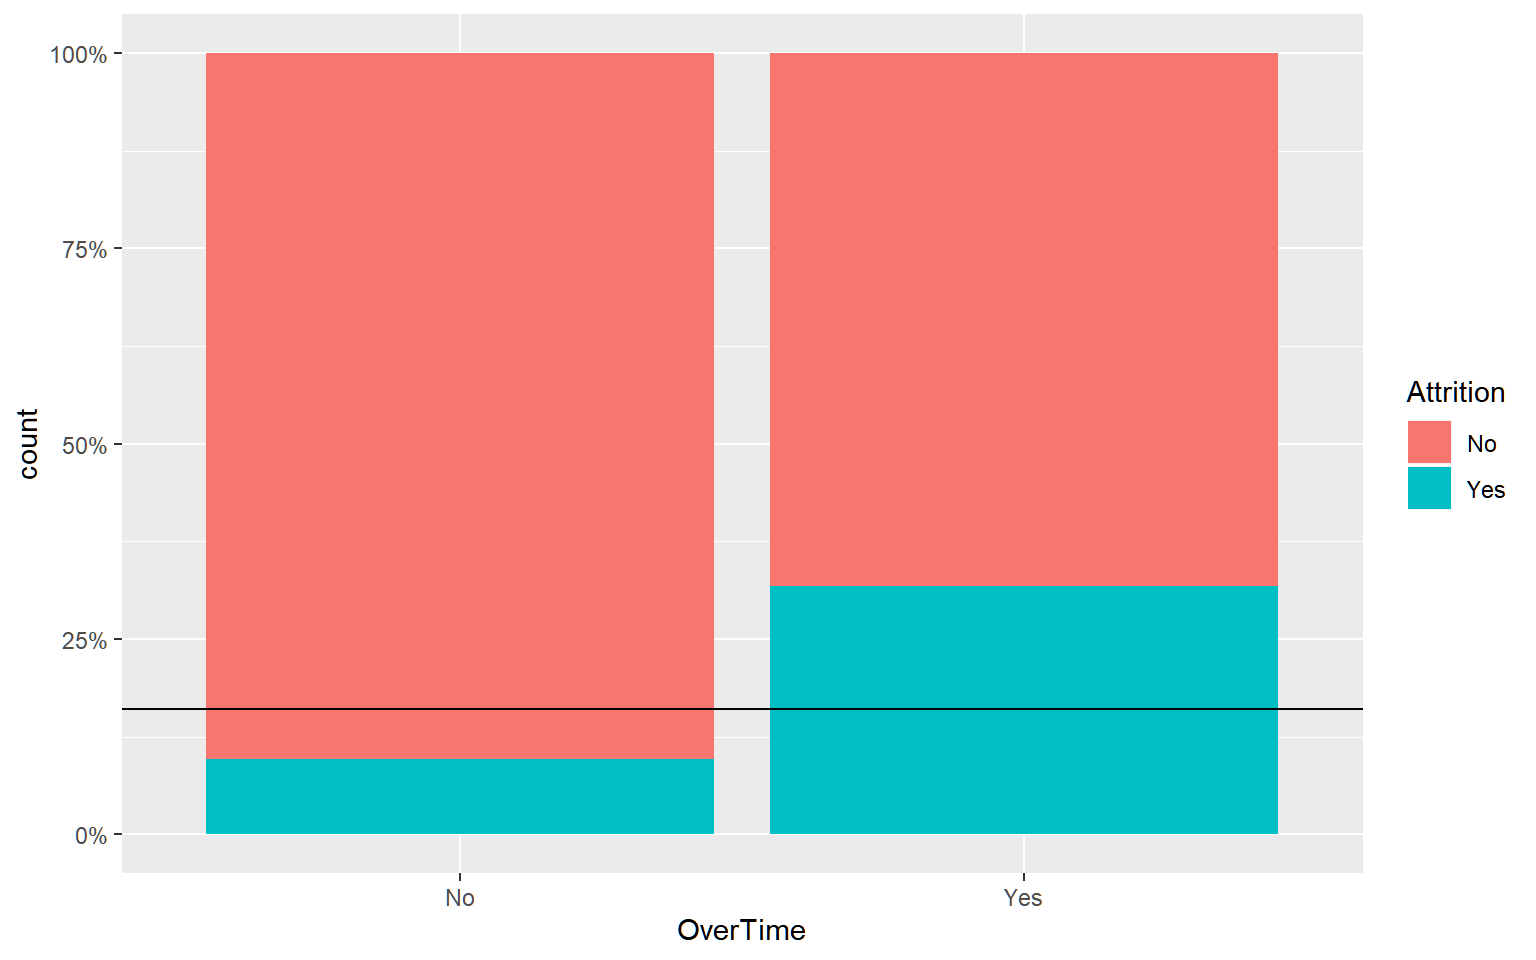 100%
75%
50%
25%
0%
count
No
Yes
OverTime
Attrition
No
Yes